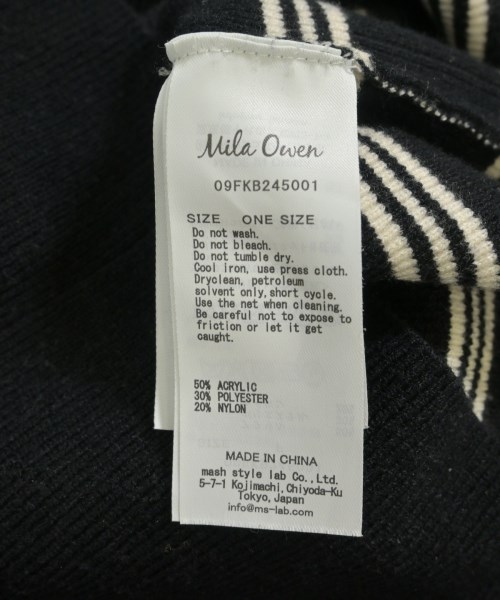 Mila Owen
09FKB245001
SIZE ONE SIZE
Do not wash.
Do not bleach.
Do not tumble dry.
Cool iron, use press cloth.
Dryclean, petroleum
solvent only,short cycle.
Use the net when cleaning.
Be careful not to expose to
friction or let it get
caught.
50% ACRYLIC
30% POLYESTER
20% NYLON
MADE IN CHINA
mash style lab Co.,Ltd.
5-7-1 Kojimachi,Chiyoda-Ku
Tokyo,Japan
info@ms-lab.com